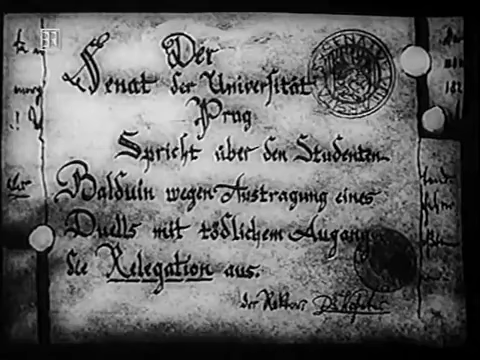 Der
Senat der Universität
Prag
Spricht über den Studenten
Balduin wegen Austragung eines
Duells mit tödlichem Ausgang
die Relegation aus.
der Rektor